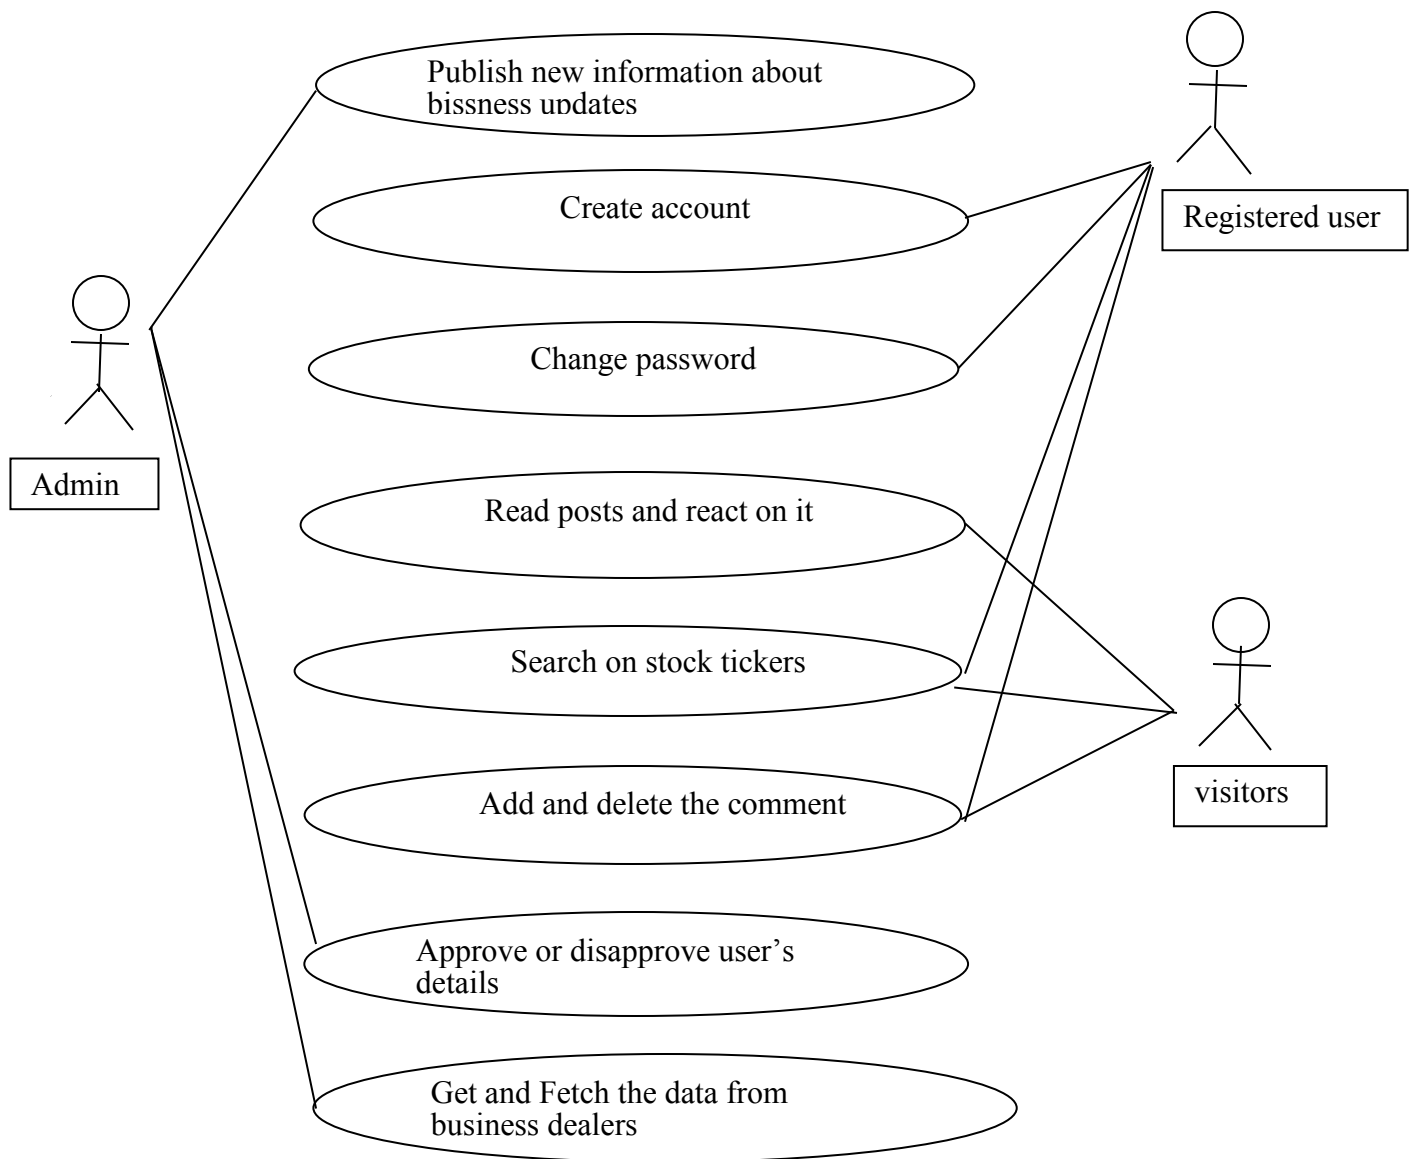 Publish new information about
bissness updates
Create account
Registered user
Change password
Admin
Read posts and react on it
Search on stock tickers
visitors
Add and delete the comment
Approve or disapprove user’s
details
Get and Fetch the data from
business dealers